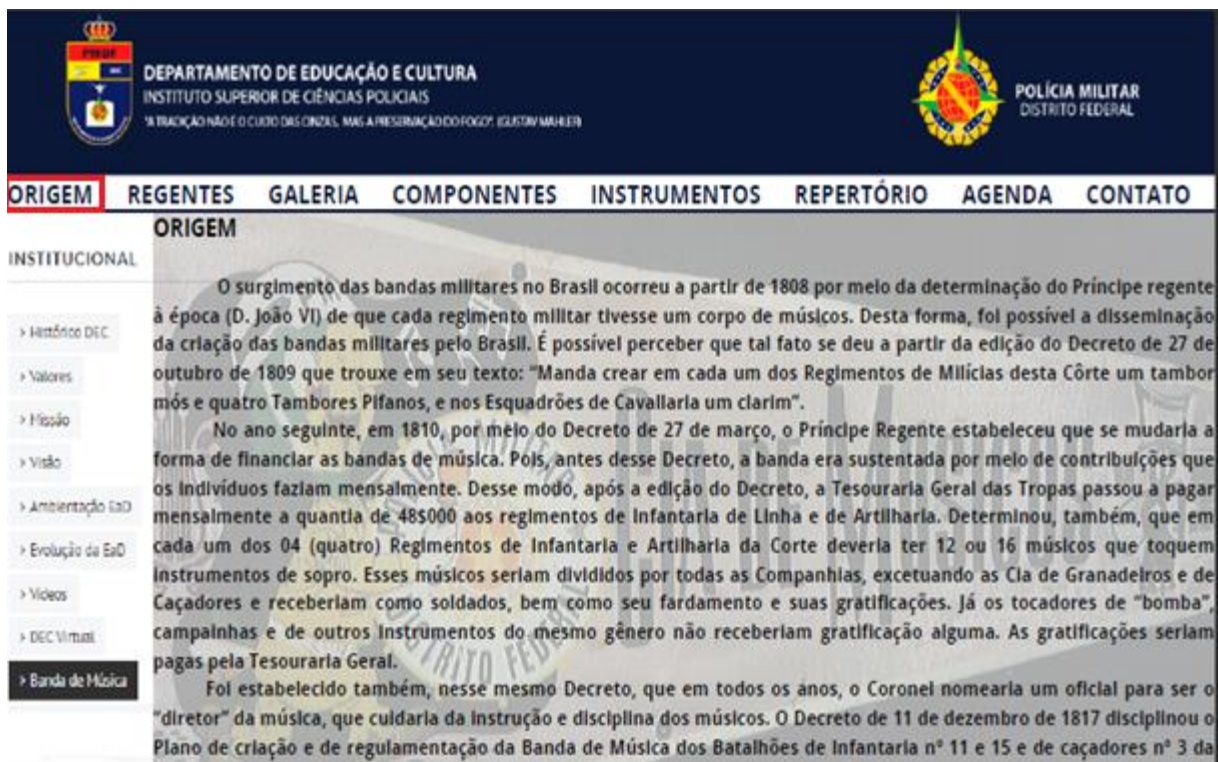 PMDF
DEPARTAMENTO DE EDUCAÇÃO E CULTURA
INSTITUTO SUPERIOR DE CIÊNCIAS POLICIAIS
"A TRADIÇÃO NÃO É O CULTO DAS CINZAS, MAS A PRESERVAÇÃO DO FOGO". (GUSTAV MAHLER)
POLÍCIA MILITAR
DISTRITO FEDERAL
ORIGEM REGENTES GALERIA COMPONENTES INSTRUMENTOS REPERTÓRIO AGENDA CONTATO
INSTITUCIONAL
> Histórico DEC
> Valores
> Missão
> Visão
> Ambientação EaD
> Evolução da EaD
> Vídeos
> DEC Virtual
> Banda de Música
ORIGEM
O surgimento das bandas militares no Brasil ocorreu a partir de 1808 por meio da determinação do Príncipe regente
à época (D. João VI) de que cada regimento militar tivesse um corpo de músicos. Desta forma, foi possível a disseminação
da criação das bandas militares pelo Brasil. É possível perceber que tal fato se deu a partir da edição do Decreto de 27 de
outubro de 1809 que trouxe em seu texto: "Manda crear em cada um dos Regimentos de Milícias desta Côrte um tambor
mós e quatro Tambores Pifanos, e nos Esquadrões de Cavallaria um clarim".
No ano seguinte, em 1810, por meio do Decreto de 27 de março, o Príncipe Regente estabeleceu que se mudaria a
forma de financiar as bandas de música. Pois, antes desse Decreto, a banda era sustentada por meio de contribuições que
os indivíduos faziam mensalmente. Desse modo, após a edição do Decreto, a Tesouraria Geral das Tropas passou a pagar
mensalmente a quantia de 48$000 aos regimentos de Infantaria de Linha e de Artilharia. Determinou, também, que em
cada um dos 04 (quatro) Regimentos de Infantaria e Artilharia da Corte deveria ter 12 ou 16 músicos que toquem
instrumentos de sopro. Esses músicos seriam divididos por todas as Companhias, excetuando as Cia de Granadeiros e de
Caçadores e receberiam como soldados, bem como seu fardamento e suas gratificações. Já os tocadores de "bomba",
campainhas e de outros instrumentos do mesmo gênero não receberiam gratificação alguma. As gratificações seriam
pagas pela Tesouraria Geral.
Foi estabelecido também, nesse mesmo Decreto, que em todos os anos, o Coronel nomearia um oficial para ser o
"diretor" da música, que cuidaria da instrução e disciplina dos músicos. O Decreto de 11 de dezembro de 1817 disciplinou o
Plano de criação e de regulamentação da Banda de Música dos Batalhões de Infantaria nº 11 e 15 e de caçadores nº 3 da